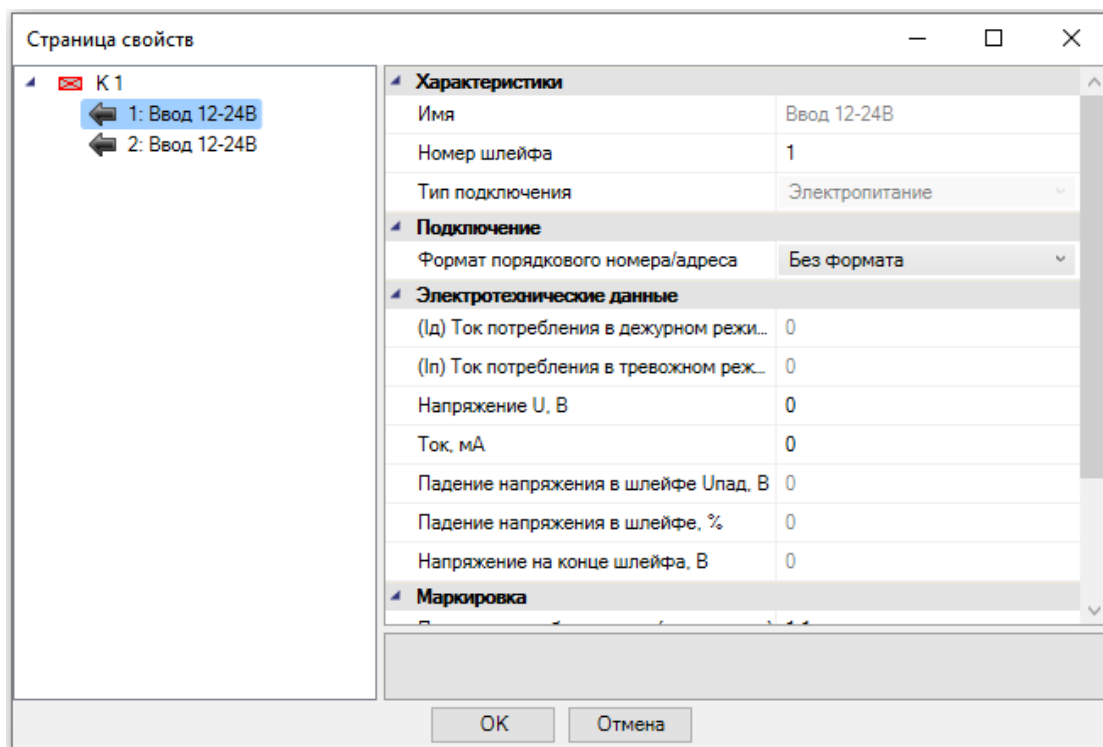 Страница свойств
К 1
1: Ввод 12-24В
2: Ввод 12-24В
Характеристики
Имя Ввод 12-24В
Номер шлейфа 1
Тип подключения Электропитание
Подключение
Формат порядкового номера/адреса Без формата
Электротехнические данные
(Iд) Ток потребления в дежурном режи... 0
(Iп) Ток потребления в тревожном реж... 0
Напряжение U, В 0
Ток, мА 0
Падение напряжения в шлейфе Uпад, В 0
Падение напряжения в шлейфе, % 0
Напряжение на конце шлейфа, В 0
Маркировка
OK Отмена